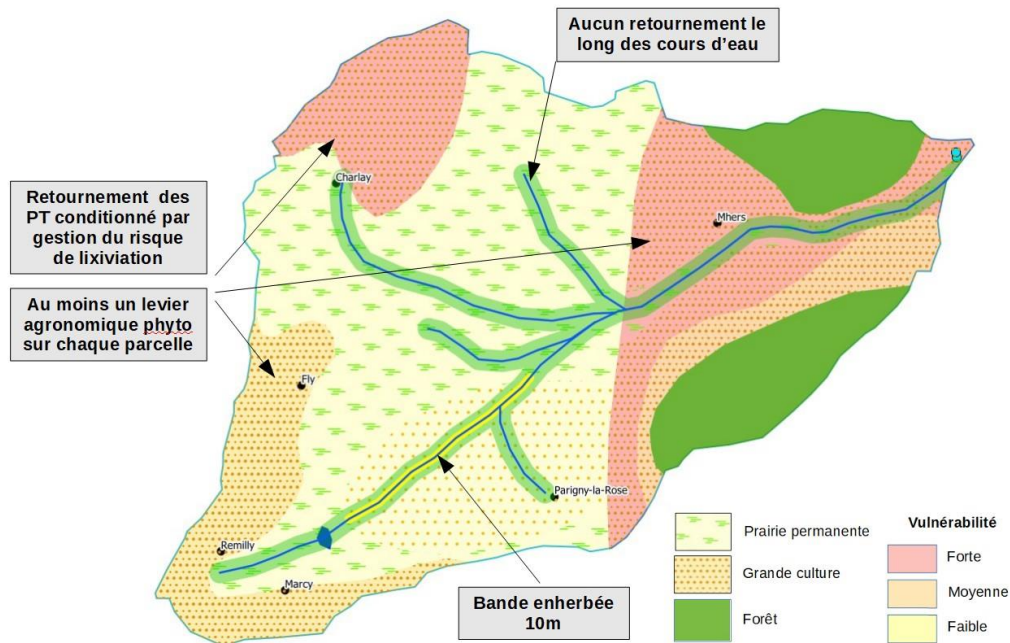 Aucun retournement le
long des cours d'eau
Charlay
Mhers
Retournement des
PT conditionné par
gestion du risque
de lixiviation
Au moins un levier
agronomique phyto
sur chaque parcelle
Fly
Parigny-la-Rose
Remilly
Marcy
Bande enherbée
10m
Prairie permanente
Grande culture
Forêt
Vulnérabilité
Forte
Moyenne
Faible